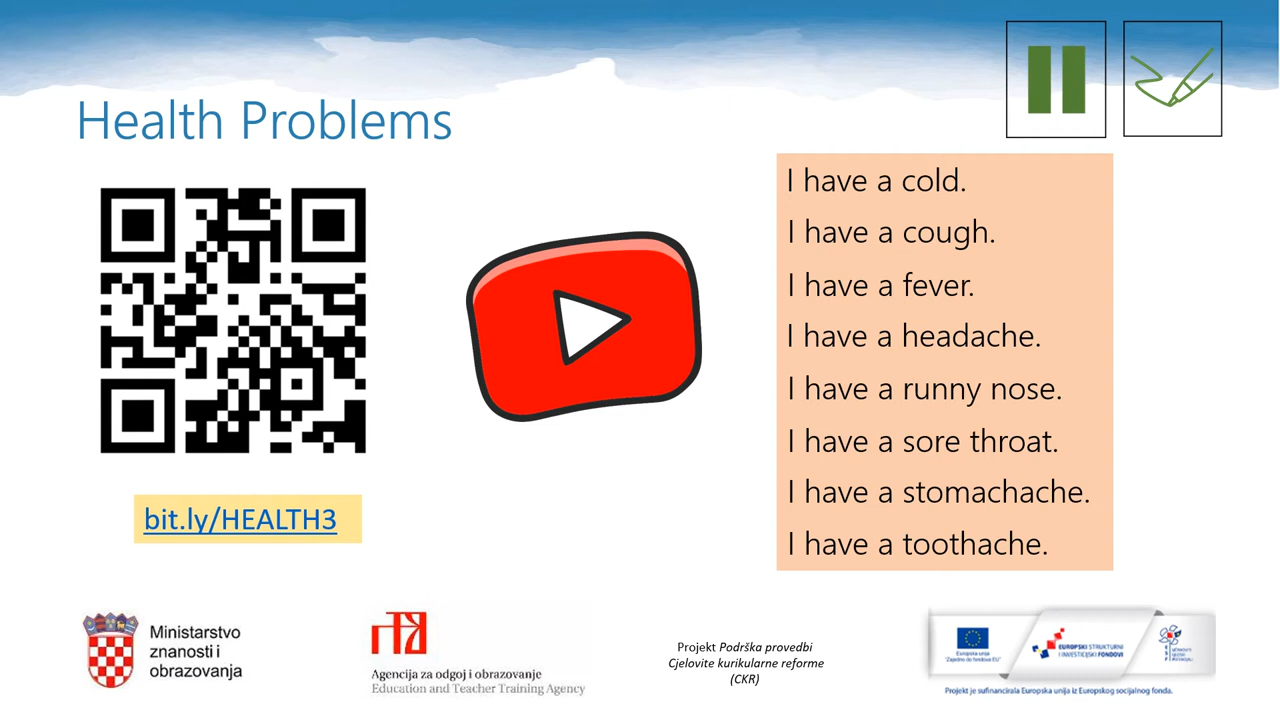 Health Problems
I have a cold.
I have a cough.
I have a fever.
I have a headache.
I have a runny nose.
I have a sore throat.
I have a stomachache.
I have a toothache.
bit.ly/HEALTH3
Ministarstvo
znanosti i
obrazovanja
Agencija za odgoj i obrazovanje
Education and Teacher Training Agency
Projekt Podrška provedbi
Cjelovite kurikularne reforme
(CKR)
Europska unija
"Zajedno do fondova EU"
EUROPSKI STRUKTURNI
I INVESTICIJSKI FONDOVI
Projekt je sufinancirala Europska unija iz Europskog socijalnog fonda.